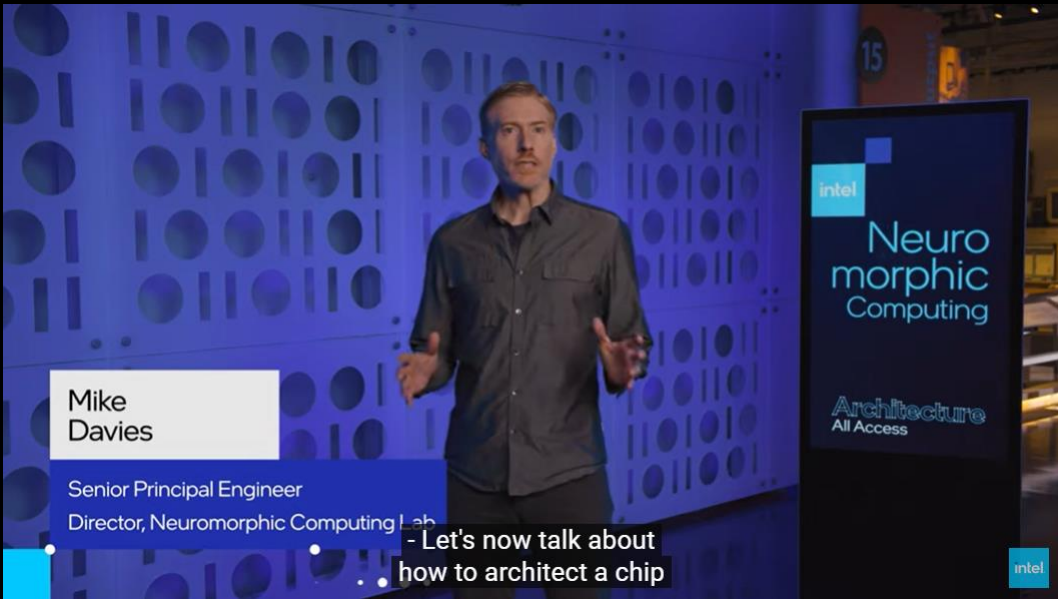 15
intel
Neuro
morphic
Computing
Architecture
All Access
Mike
Davies
Senior Principal Engineer
Director, Neuromorphic Computing Lab
- Let's now talk about
how to architect a chip
intel